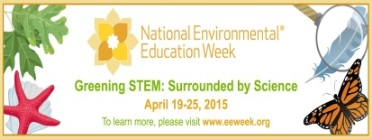 National Environmental®
Education Week
Greening STEM: Surrounded by Science
April 19-25, 2015
To learn more, please visit www.eeweek.org